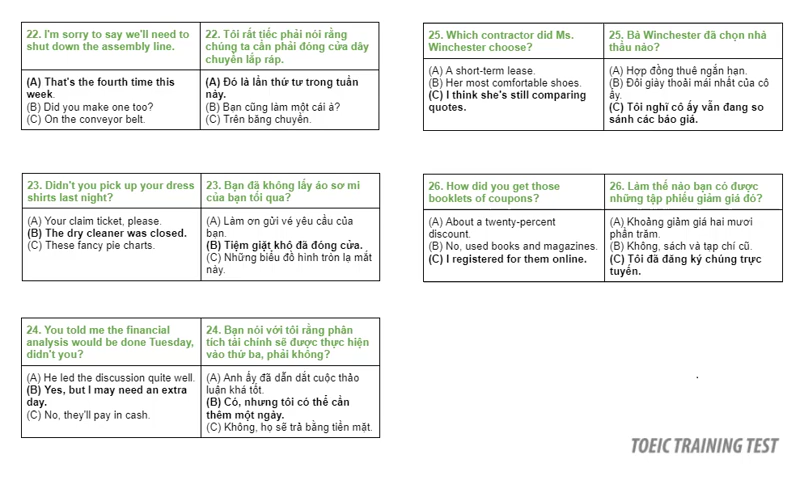 22. I'm sorry to say we'll need to
shut down the assembly line.
22. Tôi rất tiếc phải nói rằng
chúng ta cần phải đóng cửa dây
chuyền lắp ráp.
(A) That's the fourth time this
week.
(B) Did you make one too?
(C) On the conveyor belt.
(A) Đó là lần thứ tư trong tuần
này.
(B) Bạn cũng làm một cái à?
(C) Trên băng chuyền.
23. Didn't you pick up your dress
shirts last night?
23. Bạn đã không lấy áo sơ mi
của bạn tối qua?
(A) Your claim ticket, please.
(B) The dry cleaner was closed.
(C) These fancy pie charts.
(A) Làm ơn gửi vé yêu cầu của
bạn.
(B) Tiệm giặt khô đã đóng cửa.
(C) Những biểu đồ hình tròn lạ mắt
này.
24. You told me the financial
analysis would be done Tuesday,
didn't you?
24. Bạn nói với tôi rằng phân
tích tài chính sẽ được thực hiện
vào thứ ba, phải không?
(A) He led the discussion quite well.
(B) Yes, but I may need an extra
day.
(C) No, they'll pay in cash.
(A) Anh ấy đã dẫn dắt cuộc thảo
luận khá tốt.
(B) Có, nhưng tôi có thể cần
thêm một ngày.
(C) Không, họ sẽ trả bằng tiền mặt.
25. Which contractor did Ms.
Winchester choose?
25. Bà Winchester đã chọn nhà
thầu nào?
(A) A short-term lease.
(B) Her most comfortable shoes.
(C) I think she's still comparing
quotes.
(A) Hợp đồng thuê ngắn hạn.
(B) Đôi giày thoải mái nhất của cô
ấy.
(C) Tôi nghĩ cô ấy vẫn đang so
sánh các báo giá.
26. How did you get those
booklets of coupons?
26. Làm thế nào bạn có được
những tập phiếu giảm giá đó?
(A) About a twenty-percent
discount.
(B) No, used books and magazines.
(C) I registered for them online.
(A) Khoảng giảm giá hai mươi
phần trăm.
(B) Không, sách và tạp chí cũ.
(C) Tôi đã đăng ký chúng trực
tuyến.
TOEIC TRAINING TEST